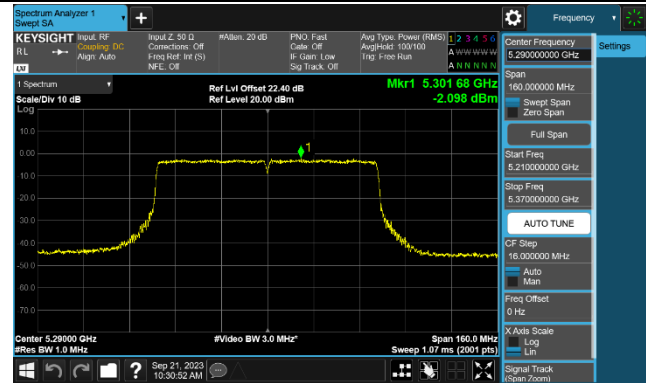 Spectrum Analyzer 1
Swept SA
+
Frequency
KEYSIGHT
RL
LXI
Input: RF
Coupling: DC
Align: Auto
Input Z: 50 Ω
Corrections: Off
Freq Ref: Int (S)
NFE: Off
#Atten: 20 dB
PNO: Fast
Gate: Off
IF Gain: Low
Sig Track: Off
Avg Type: Power (RMS)
Avg|Hold: 100/100
Trig: Free Run
1 2 3 4 5 6
A W W W W W
A N N N N N
1 Spectrum
Scale/Div 10 dB
Ref Lvl Offset 22.40 dB
Ref Level 20.00 dBm
Mkr1 5.301 68 GHz
-2.098 dBm
Log
10.0
0.00
-10.0
-20.0
-30.0
-40.0
-50.0
-60.0
-70.0
1
Center 5.29000 GHz
#Res BW 1.0 MHz
#Video BW 3.0 MHz*
Span 160.0 MHz
Sweep 1.07 ms (2001 pts)
?
Sep 21, 2023
10:30:52 AM
Center Frequency
5.290000000 GHz
Settings
Span
160.000000 MHz
Swept Span
Zero Span
Full Span
Start Freq
5.210000000 GHz
Stop Freq
5.370000000 GHz
AUTO TUNE
CF Step
16.000000 MHz
Auto
Man
Freq Offset
0 Hz
X Axis Scale
Log
Lin
Signal Track
(Span Zoom)